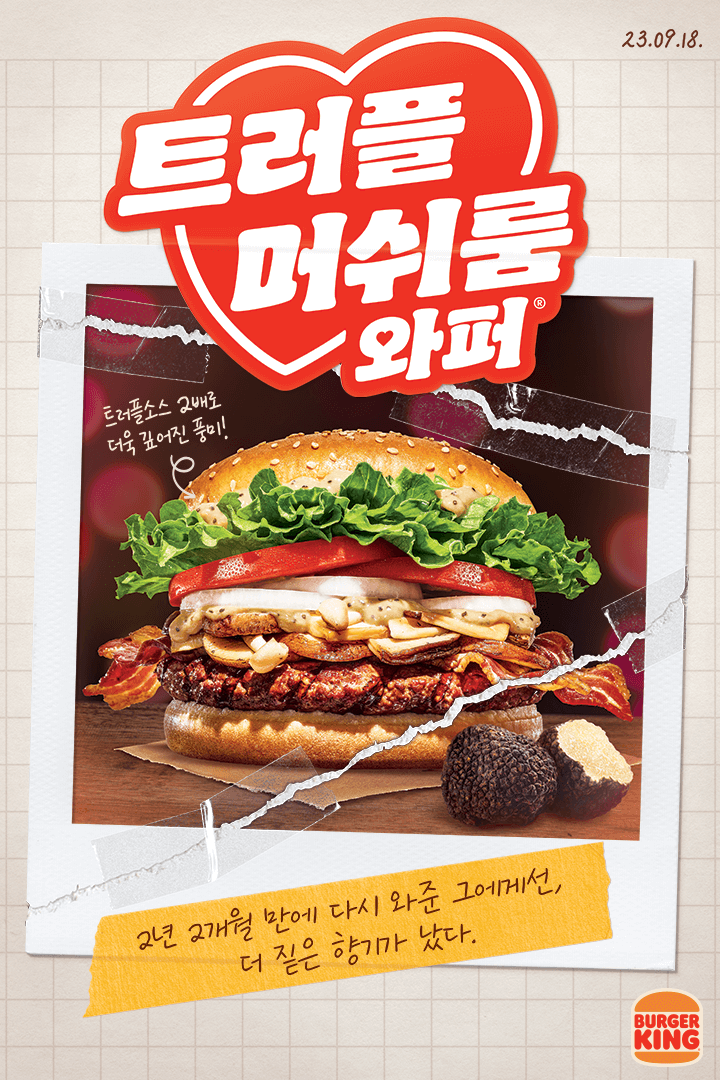 23.09.18.
트러플
머쉬룸
와퍼®
트러플소스 2배로
더욱 깊어진 풍미!
2년 2개월 만에 다시 와준 그에게선,
더 짙은 향기가 났다.
BURGER
KING